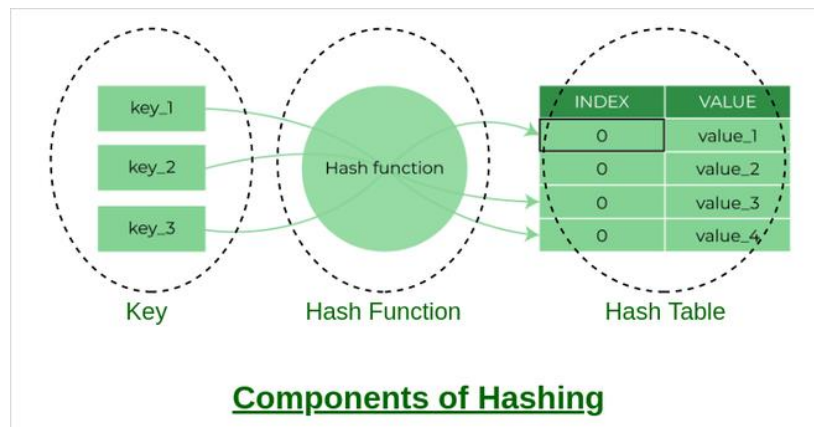 key_1
key_2
key_3
Hash function
INDEX VALUE
0 value_1
0 value_2
0 value_3
0 value_4
Key
Hash Function
Hash Table
Components of Hashing